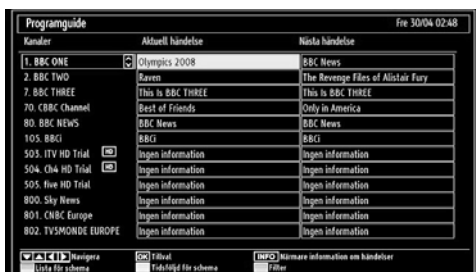 Programguide Fre 30/04 02:48
Kanaler Aktuell händelse Nästa händelse
1. BBC ONE Olympics 2008 BBC News
2. BBC TWO Raven The Revenge Files of Alistair Fury
7. BBC THREE This Is BBC THREE This Is BBC THREE
70. CBBC Channel Best of Friends Only in America
80. BBC NEWS BBC News BBC News
105. BBCi BBCi BBCi
503. ITV HD Trial HD Ingen information Ingen information
504. Ch4 HD Trial HD Ingen information Ingen information
505. five HD Trial Ingen information Ingen information
800. Sky News Ingen information Ingen information
801. CNBC Europe Ingen information Ingen information
802. TV5MONDE EUROPE Ingen information Ingen information
Navigera OK Tillval INFO Närmare information om händelser
Lista för schema Tidsföljd för schema Filter